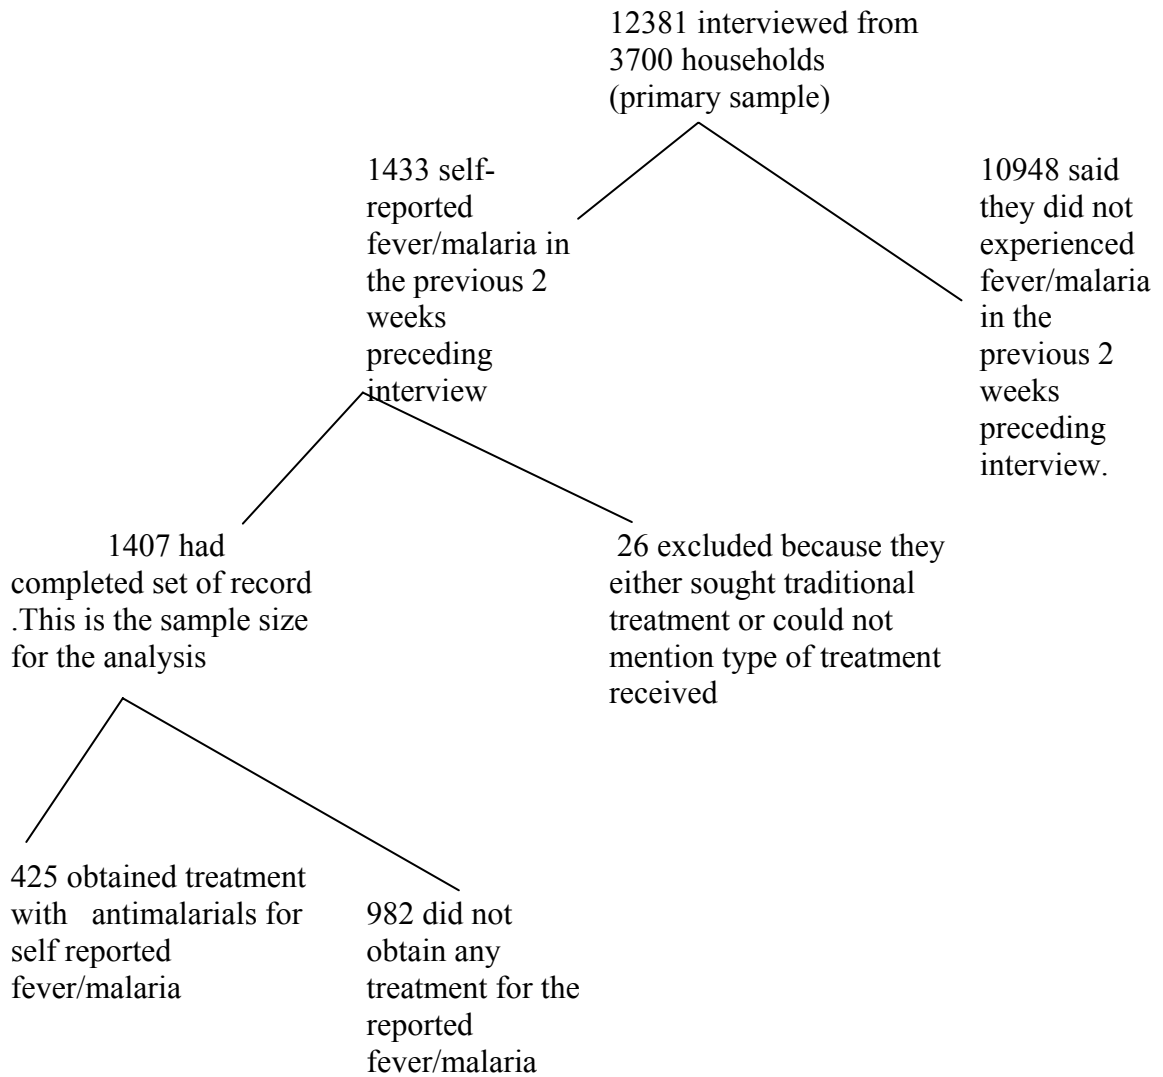 12381 interviewed from
3700 households
(primary sample)
1433 self-
reported
fever/malaria in
the previous 2
weeks
preceding
interview
10948 said
they did not
experienced
fever/malaria
in the
previous 2
weeks
preceding
interview.
1407 had
completed set of record
.This is the sample size
for the analysis
26 excluded because they
either sought traditional
treatment or could not
mention type of treatment
received
425 obtained treatment
with antimalarials for
self reported
fever/malaria
982 did not
obtain any
treatment for the
reported
fever/malaria